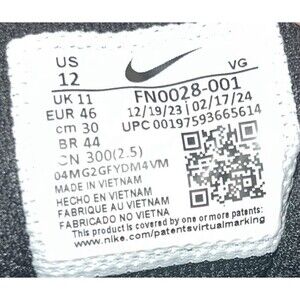 US
12
VG
UK 11
EUR 46
cm 30
BR 44
CN 300(2.5)
FN0028-001
12/19/23 02/17/24
UPC 00197593665614
04MG2GFYDM4VM
MADE IN VIETNAM
HECHO EN VIETNAM
FABRIQUE AU VIETNAM
FABRICADO NO VIETNA
This product is covered by one or more patents.
www.nike.com/patentsvirtualmarking